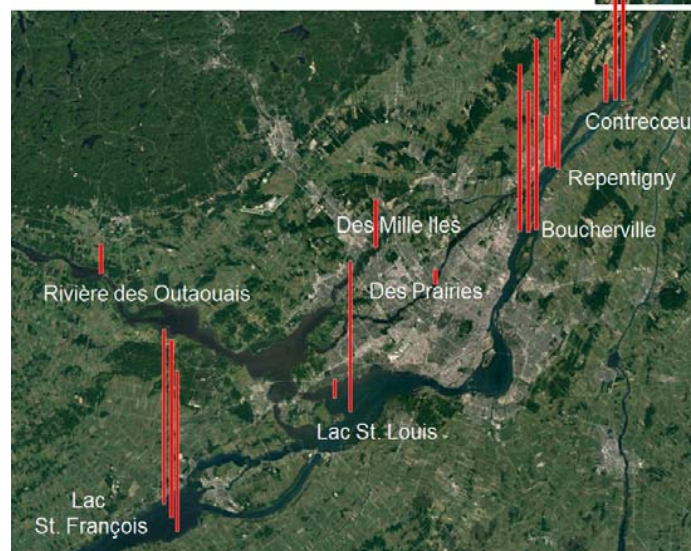 Contrecœu
Repentigny
Des Mille Iles
Boucherville
Rivière des Outaouais
Des Prairies
Lac St. Louis
Lac
St. François